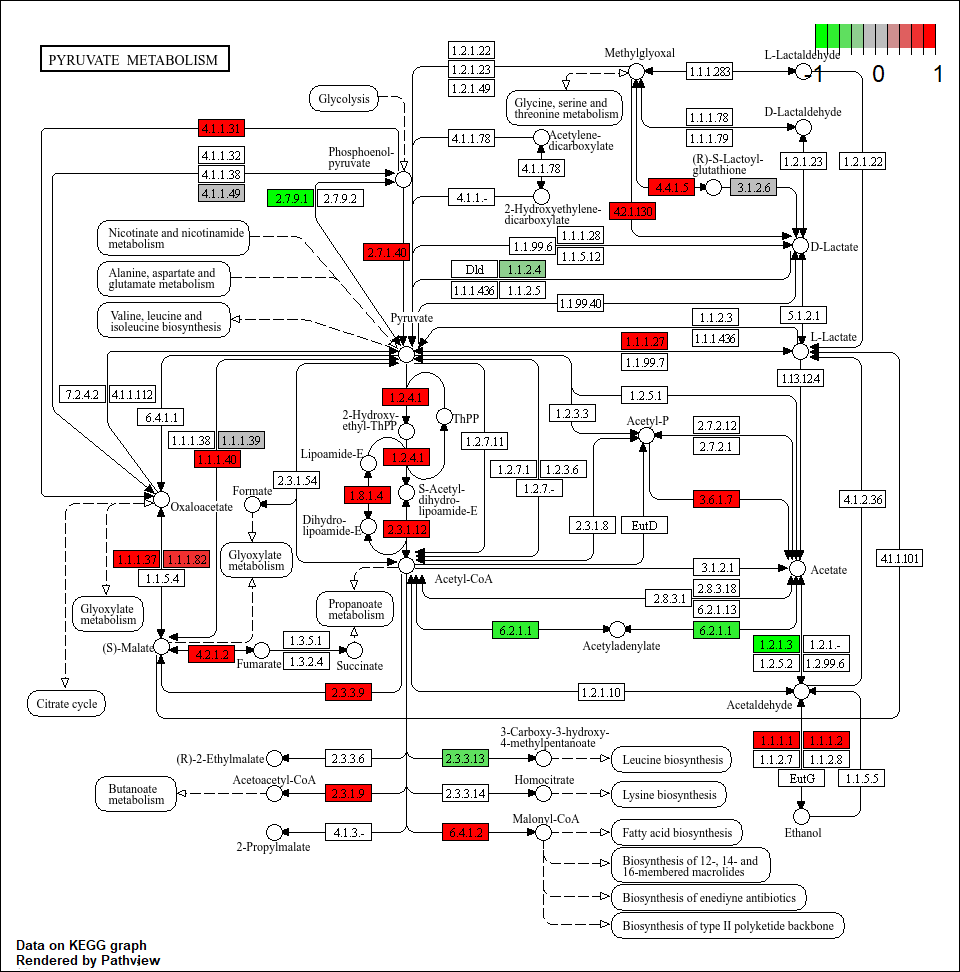 PYRUVATE METABOLISM
-1 0 1
1.2.1.22
1.2.1.23
1.2.1.49
Methylglyoxal
1.1.1.283
L-Lactaldehyde
Glycolysis
Glycine, serine and
threonine metabolism
1.1.1.78
1.1.1.79
D-Lactaldehyde
4.1.1.31
4.1.1.32
4.1.1.38
4.1.1.49
Phosphoenol-
pyruvate
4.1.1.78
Acetylene-
dicarboxylate
4.1.1.78
(R)-S-Lactoyl-
glutathione
1.2.1.23
1.2.1.22
2.7.9.1
2.7.9.2
4.1.1.-
2-Hydroxyethylene-
dicarboxylate
4.4.1.5
3.1.2.6
4.2.1.130
Nicotinate and nicotinamide
metabolism
2.7.1.40
1.1.99.6
1.1.1.28
1.1.5.12
D-Lactate
Alanine, aspartate and
glutamate metabolism
Dld
1.1.2.4
1.1.1.436
1.1.2.5
Valine, leucine and
isoleucine biosynthesis
Pyruvate
1.1.99.40
1.1.2.3
1.1.1.436
5.1.2.1
L-Lactate
1.1.1.27
1.1.99.7
1.13.12.4
7.2.4.2
4.1.1.112
6.4.1.1
1.2.4.1
ThPP
1.2.5.1
1.2.3.3
2-Hydroxy-
ethyl-ThPP
Acetyl-P
2.7.2.12
2.7.2.1
1.1.1.38
1.1.1.39
1.1.1.40
1.2.7.11
Lipoamide-E
1.2.4.1
1.2.7.1
1.2.3.6
1.2.7.-
2.3.1.54
Formate
Oxaloacetate
1.8.1.4
S-Acetyl-
dihydro-
lipoamide-E
3.6.1.7
4.1.2.36
Dihydro-
lipoamide-E
2.3.1.12
2.3.1.8
EutD
1.1.1.37
1.1.1.82
1.1.5.4
Glyoxylate
metabolism
4.1.1.101
Acetyl-CoA
3.1.2.1
Acetate
Glyoxylate
metabolism
Propanoate
metabolism
2.8.3.1
2.8.3.18
6.2.1.13
6.2.1.1
Acetyladenylate
6.2.1.1
(S)-Malate
4.2.1.2
Fumarate
1.3.5.1
1.3.2.4
Succinate
1.2.1.3
1.2.1.-
1.2.5.2
1.2.99.6
Citrate cycle
2.3.3.9
1.2.1.10
Acetaldehyde
1.1.1.1
1.1.1.2
1.1.2.7
1.1.2.8
EutG
1.1.5.5
Ethanol
(R)-2-Ethylmalate
2.3.3.6
2.3.3.13
3-Carboxy-3-hydroxy-
4-methylpentanoate
Leucine biosynthesis
Butanoate
metabolism
Acetoacetyl-CoA
2.3.1.9
2.3.3.14
Homocitrate
Lysine biosynthesis
2-Propylmalate
4.1.3.-
6.4.1.2
Malonyl-CoA
Fatty acid biosynthesis
Biosynthesis of 12-, 14- and
16-membered macrolides
Biosynthesis of enediyne antibiotics
Biosynthesis of type II polyketide backbone
Data on KEGG graph
Rendered by Pathview